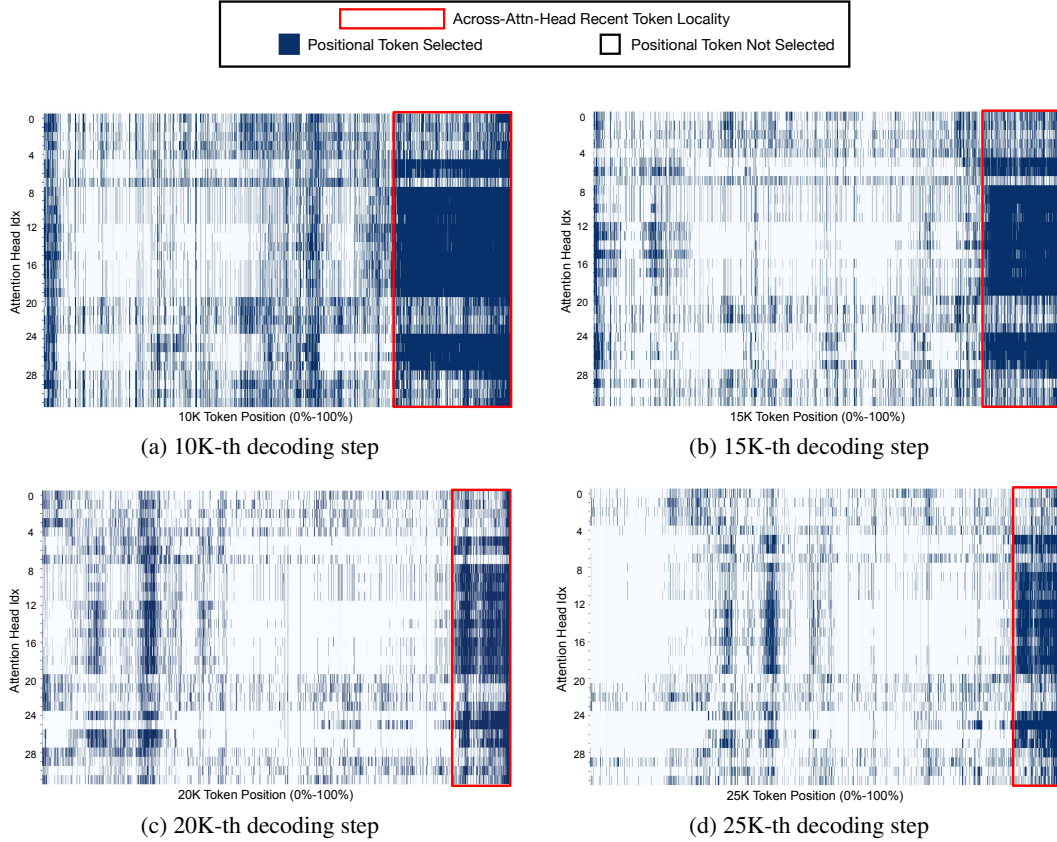 Across-Attn-Head Recent Token Locality
Positional Token Selected
Positional Token Not Selected
Attention Head Idx
0
4
8
12
16
20
24
28
10K Token Position (0%-100%)
(a) 10K-th decoding step
Attention Head Idx
0
4
8
12
16
20
24
28
15K Token Position (0%-100%)
(b) 15K-th decoding step
Attention Head Idx
0
4
8
12
16
20
24
28
20K Token Position (0%-100%)
(c) 20K-th decoding step
Attention Head Idx
0
4
8
12
16
20
24
28
25K Token Position (0%-100%)
(d) 25K-th decoding step